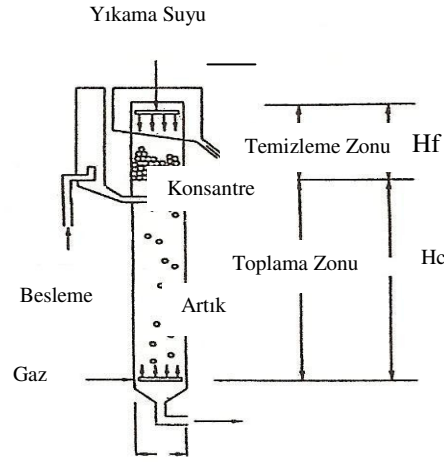 Yıkama Suyu
Temizleme Zonu Hf
Konsantre
Toplama Zonu Hc
Besleme Artık
Gaz